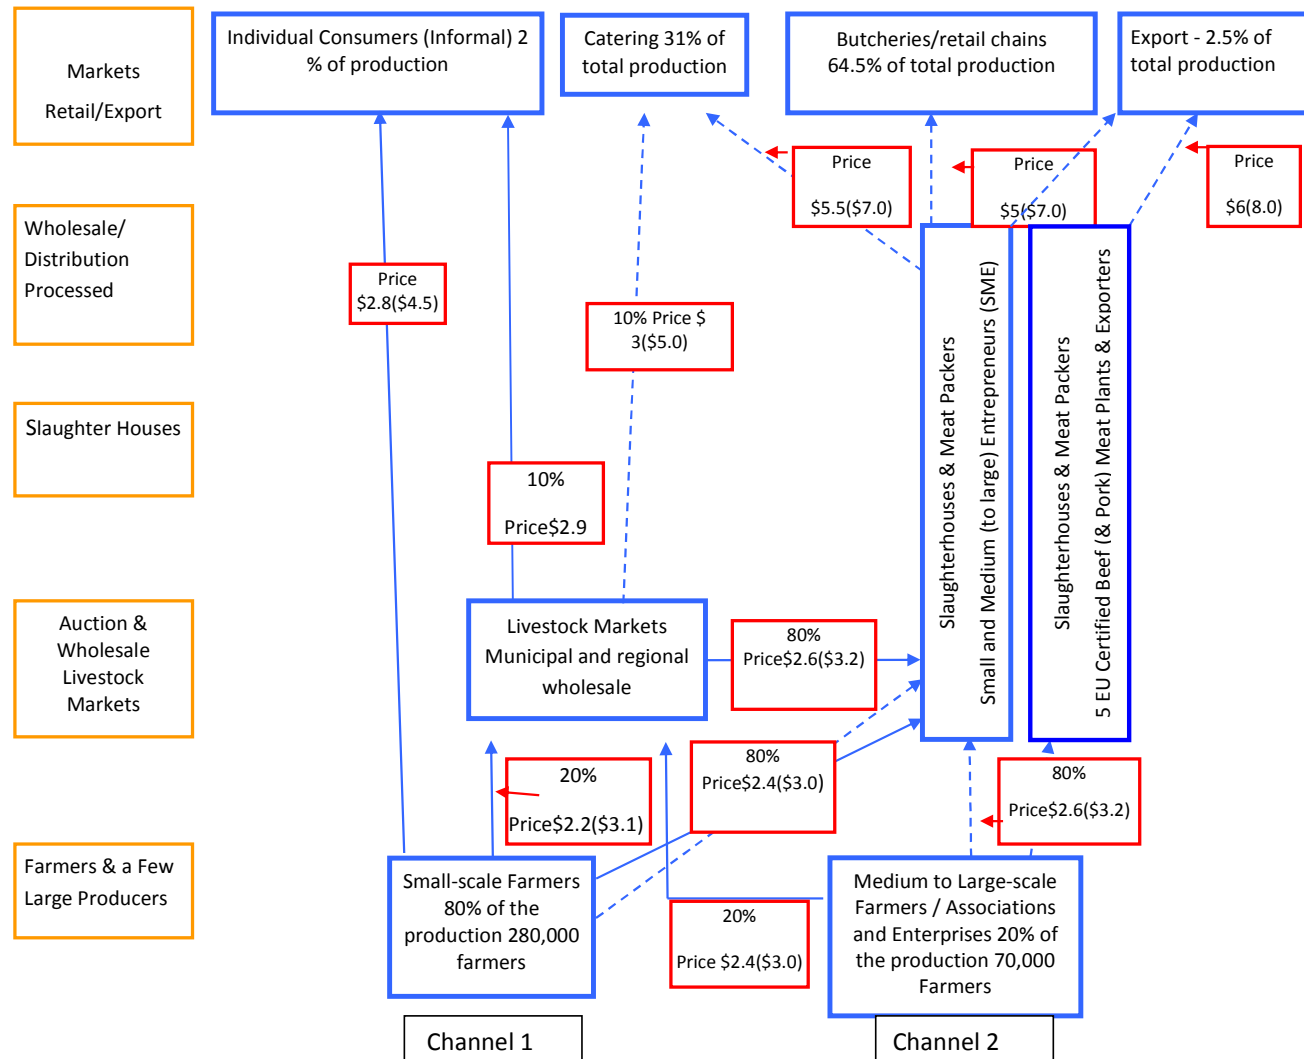 Markets
Retail/Export
Individual Consumers (Informal) 2
% of production
Catering 31% of
total production
Butcheries/retail chains
64.5% of total production
Export - 2.5% of
total production
Price
$5.5($7.0)
Price
$5($7.0)
Price
$6(8.0)
Wholesale/
Distribution
Processed
Price
$2.8($4.5)
10% Price $
3($5.0)
Slaughterhouses & Meat Packers
Small and Medium (to large) Entrepreneurs (SME)
Slaughterhouses & Meat Packers
5 EU Certified Beef (& Pork) Meat Plants & Exporters
Slaughter Houses
10%
Price$2.9
Auction &
Wholesale
Livestock
Markets
Livestock Markets
Municipal and regional
wholesale
80%
Price$2.6($3.2)
20%
Price$2.2($3.1)
80%
Price$2.4($3.0)
80%
Price$2.6($3.2)
Farmers & a Few
Large Producers
Small-scale Farmers
80% of the
production 280,000
farmers
20%
Price $2.4($3.0)
Medium to Large-scale
Farmers / Associations
and Enterprises 20% of
the production 70,000
Farmers
Channel 1
Channel 2